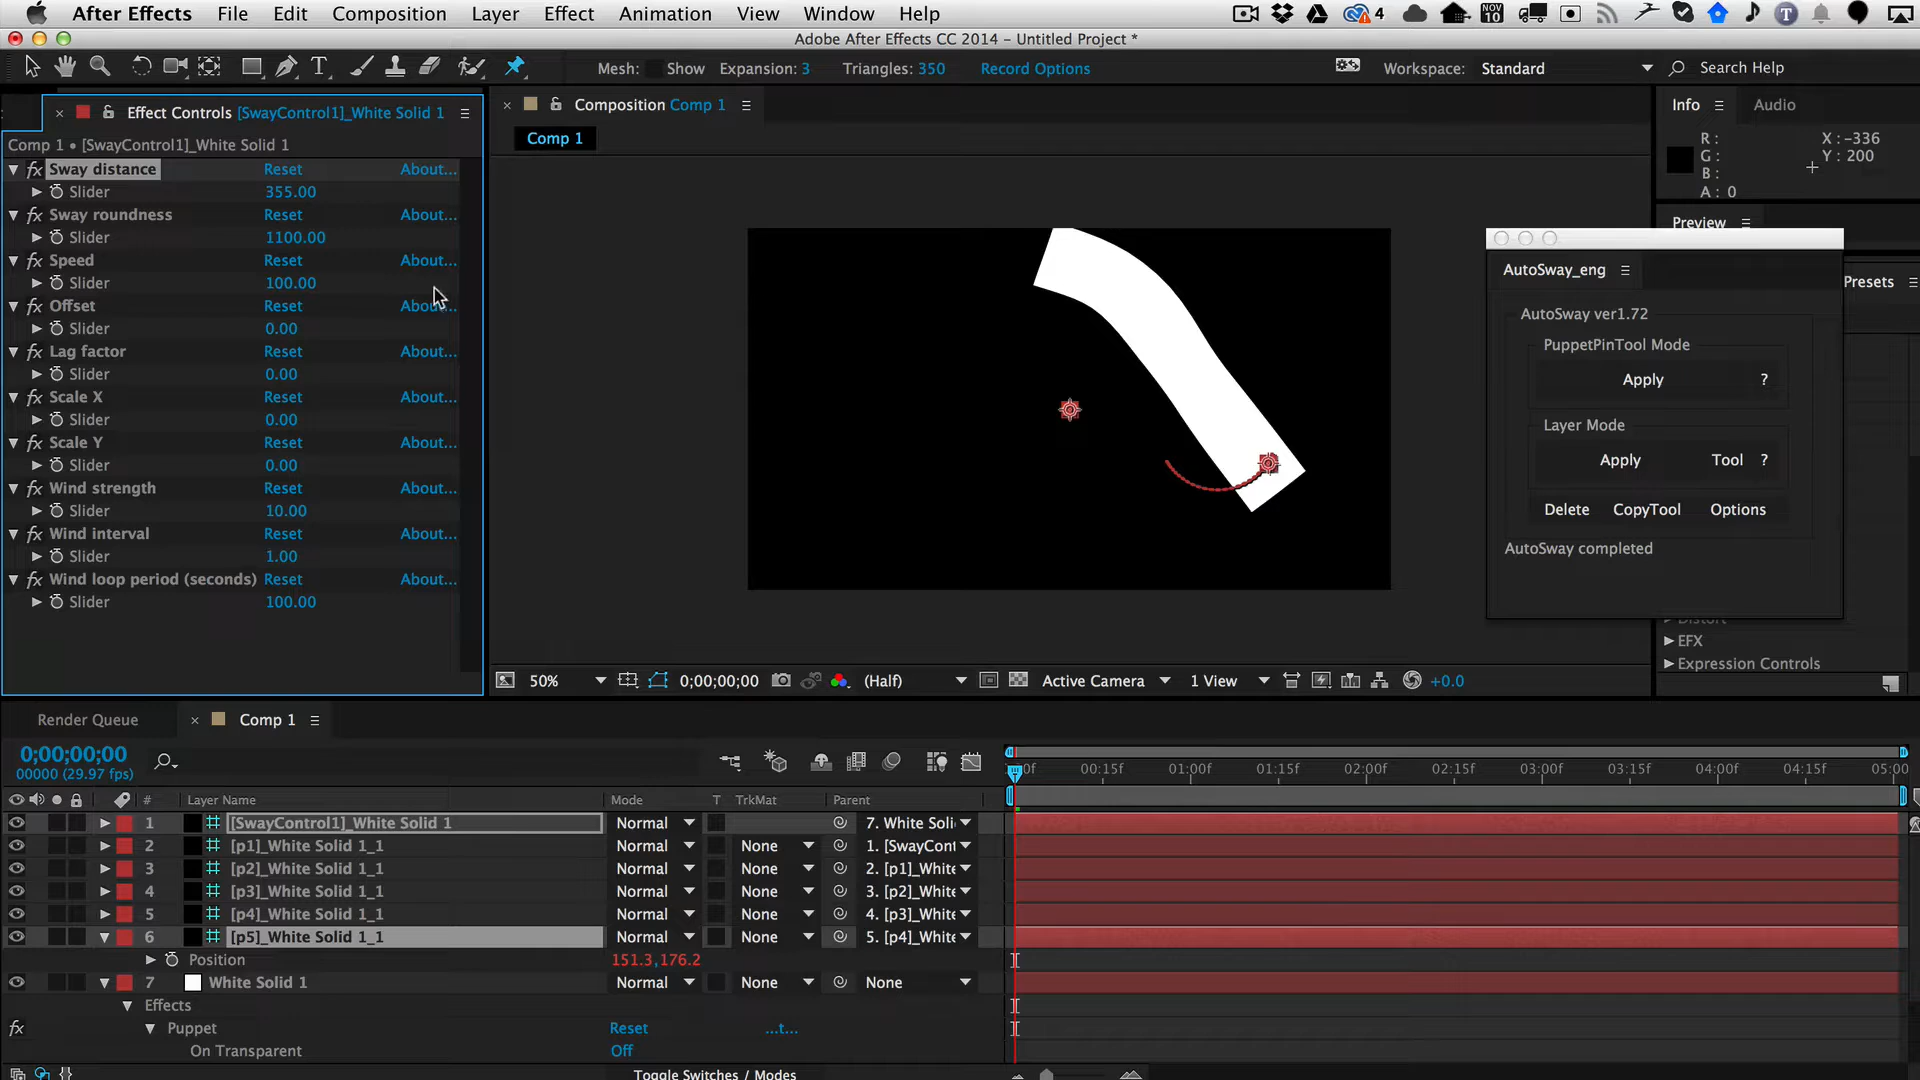 After Effects File Edit Composition Layer Effect Animation View Window Help 4 NOV 10 T
Adobe After Effects CC 2014 - Untitled Project *
Mesh: Show Expansion: 3 Triangles: 350 Record Options Workspace: Standard Search Help
Effect Controls [SwayControl1]_White Solid 1
Comp 1 • [SwayControl1]_White Solid 1
fx Sway distance Reset About...
Slider 355.00
fx Sway roundness Reset About...
Slider 1100.00
fx Speed Reset About...
Slider 100.00
fx Offset Reset
Slider 0.00
fx Lag factor Reset About...
Slider 0.00
fx Scale X Reset About...
Slider 0.00
fx Scale Y Reset About...
Slider 0.00
fx Wind strength Reset About...
Slider 10.00
fx Wind interval Reset About...
Slider 1.00
fx Wind loop period (seconds) Reset About...
Slider 100.00
Composition Comp 1
Comp 1
50% 0;00;00;00 (Half) Active Camera 1 View +0.0
Info Audio
R : X : -336
G : Y : 200
B :
A : 0
Preview
Presets
AutoSway_eng
AutoSway ver1.72
PuppetPinTool Mode
Apply ?
Layer Mode
Apply Tool ?
Delete CopyTool Options
AutoSway completed
EFX
Expression Controls
Render Queue Comp 1
0;00;00;00
00000 (29.97 fps)
00f 00:15f 01:00f 01:15f 02:00f 02:15f 03:00f 03:15f 04:00f 04:15f 05:00
# Layer Name Mode T TrkMat Parent
1 [SwayControl1]_White Solid 1 Normal 7. White Soli
2 [p1]_White Solid 1_1 Normal None 1. [SwayCont
3 [p2]_White Solid 1_1 Normal None 2. [p1]_White
4 [p3]_White Solid 1_1 Normal None 3. [p2]_White
5 [p4]_White Solid 1_1 Normal None 4. [p3]_White
6 [p5]_White Solid 1_1 Normal None 5. [p4]_White
Position 151.3,176.2
7 White Solid 1 Normal None None
Effects
fx Puppet Reset ...t...
On Transparent Off
Toggle Switches / Modes